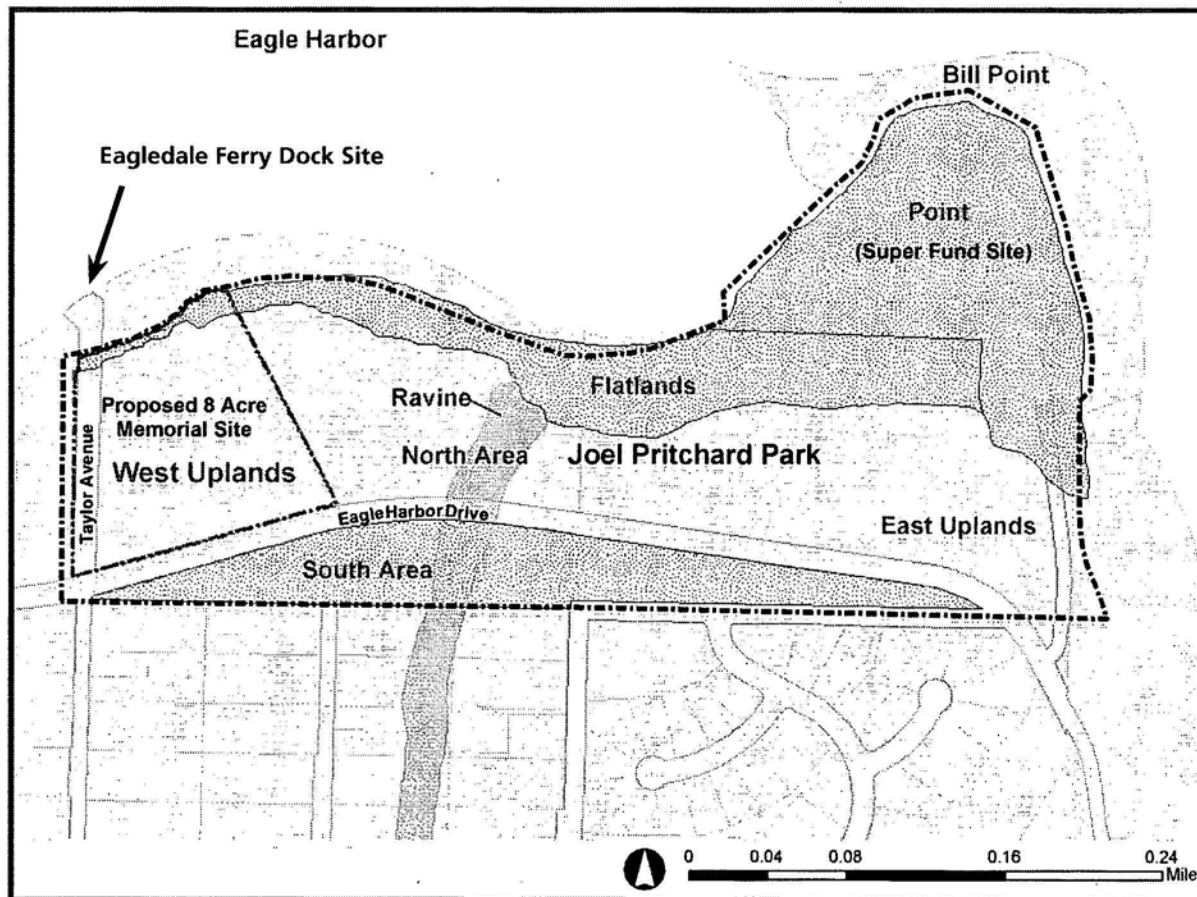 Eagle Harbor
Bill Point
Eagledale Ferry Dock Site
Point
(Super Fund Site)
Flatlands
Ravine
Proposed 8 Acre
Memorial Site
North Area
Joel Pritchard Park
West Uplands
Taylor Avenue
Eagle Harbor Drive
East Uplands
South Area
0 0.04 0.08 0.16 0.24
Mile